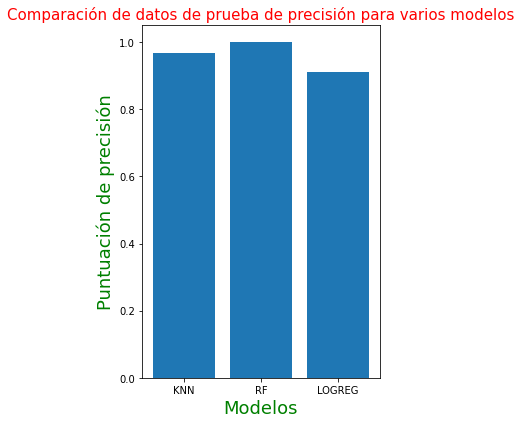 Comparación de datos de prueba de precisión para varios modelos
Puntuación de precisión
1.0
0.8
0.6
0.4
0.2
0.0
KNN RF LOGREG
Modelos